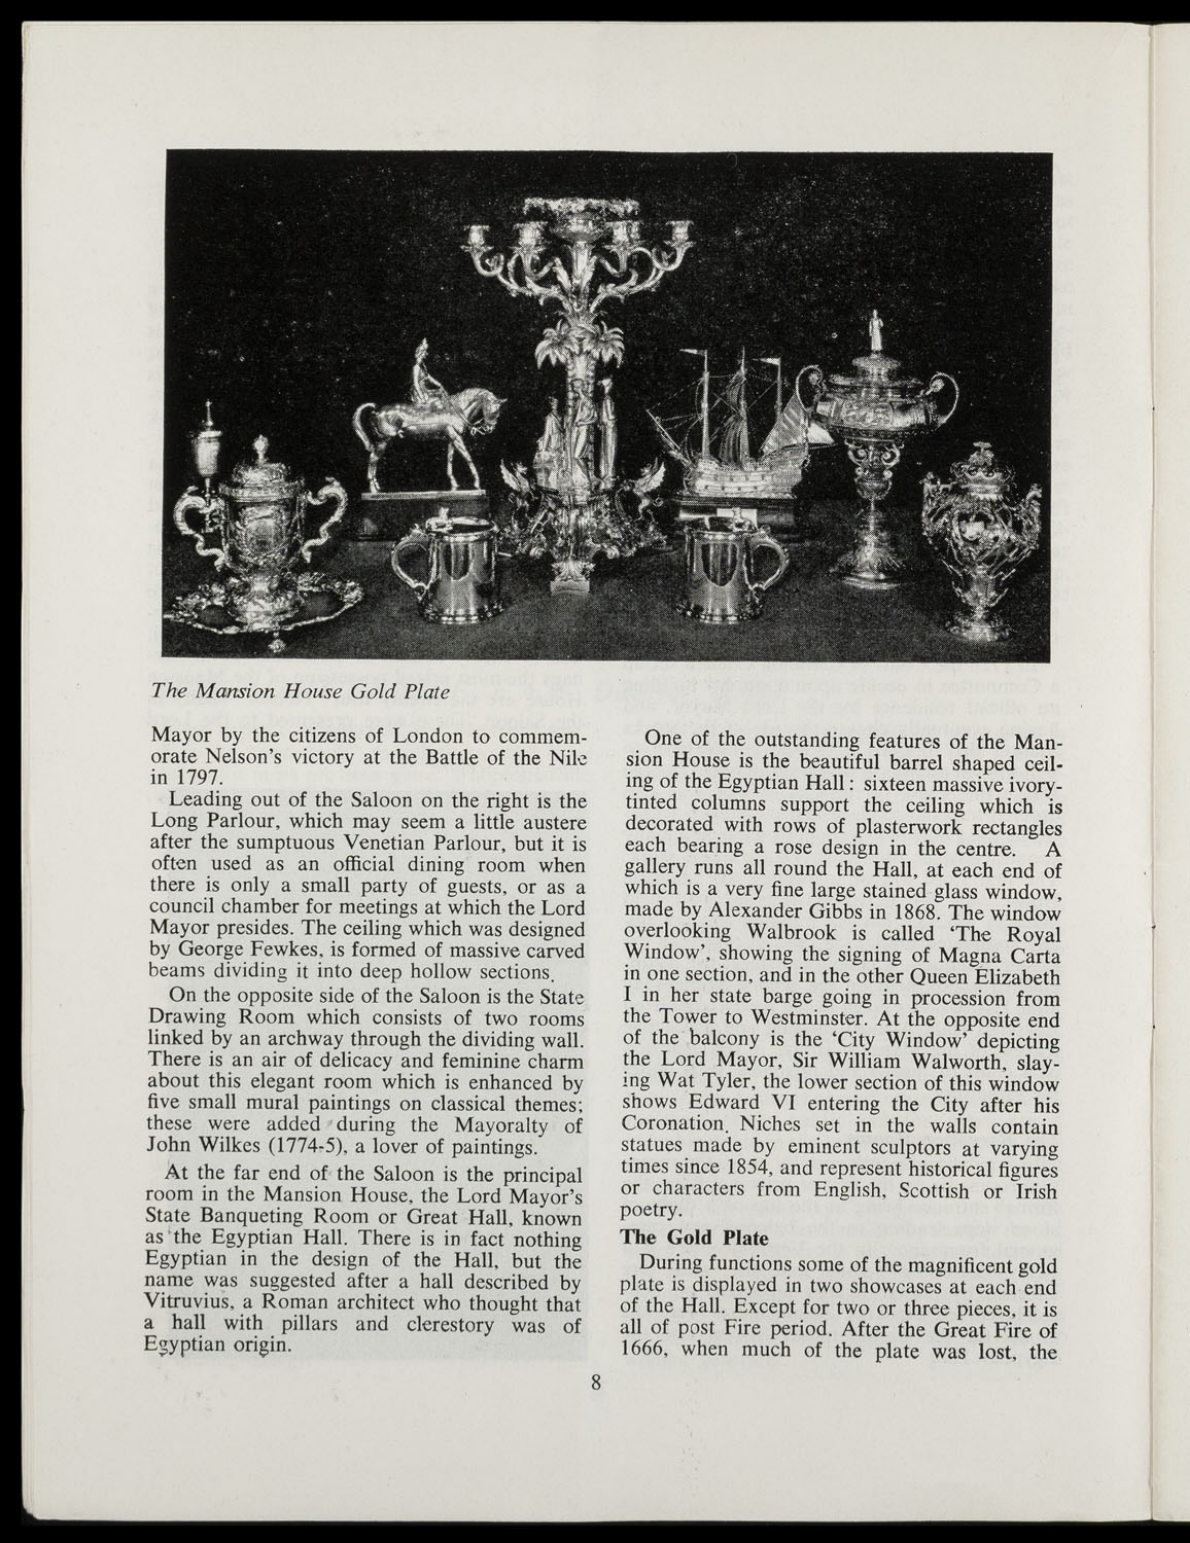 The Mansion House Gold Plate
Mayor by the citizens of London to commem-
orate Nelson's victory at the Battle of the Nile
in 1797.
Leading out of the Saloon on the right is the
Long Parlour, which may seem a little austere
after the sumptuous Venetian Parlour, but it is
often used as an official dining room when
there is only a small party of guests, or as a
council chamber for meetings at which the Lord
Mayor presides. The ceiling which was designed
by George Fewkes, is formed of massive carved
beams dividing it into deep hollow sections.
On the opposite side of the Saloon is the State
Drawing Room which consists of two rooms
linked by an archway through the dividing wall.
There is an air of delicacy and feminine charm
about this elegant room which is enhanced by
five small mural paintings on classical themes;
these were added during the Mayoralty of
John Wilkes (1774-5), a lover of paintings.
At the far end of the Saloon is the principal
room in the Mansion House, the Lord Mayor's
State Banqueting Room or Great Hall, known
as the Egyptian Hall. There is in fact nothing
Egyptian in the design of the Hall, but the
name was suggested after a hall described by
Vitruvius, a Roman architect who thought that
a hall with pillars and clerestory was of
Egyptian origin.
One of the outstanding features of the Man-
sion House is the beautiful barrel shaped ceil-
ing of the Egyptian Hall: sixteen massive ivory-
tinted columns support the ceiling which is
decorated with rows of plasterwork rectangles
each bearing a rose design in the centre. A
gallery runs all round the Hall, at each end of
which is a very fine large stained glass window,
made by Alexander Gibbs in 1868. The window
overlooking Walbrook is called 'The Royal
Window', showing the signing of Magna Carta
in one section, and in the other Queen Elizabeth
I in her state barge going in procession from
the Tower to Westminster. At the opposite end
of the balcony is the 'City Window' depicting
the Lord Mayor, Sir William Walworth, slay-
ing Wat Tyler, the lower section of this window
shows Edward VI entering the City after his
Coronation. Niches set in the walls contain
statues made by eminent sculptors at varying
times since 1854, and represent historical figures
or characters from English, Scottish or Irish
poetry.
The Gold Plate
During functions some of the magnificent gold
plate is displayed in two showcases at each end
of the Hall. Except for two or three pieces, it is
all of post Fire period. After the Great Fire of
1666, when much of the plate was lost, the
8